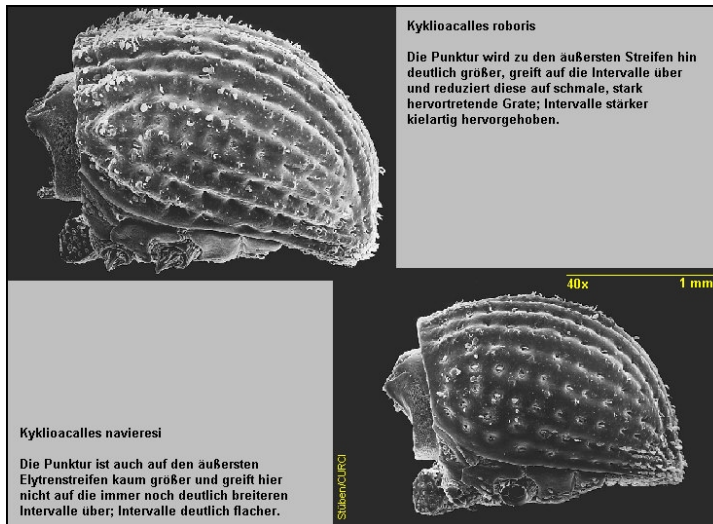 Kyklioacalles roboris
Die Punktur wird zu den äußersten Streifen hin
deutlich größer, greift auf die Intervalle über
und reduziert diese auf schmale, stark
hervortretende Grate; Intervalle stärker
kielartig hervorgehoben.
40x 1 mm
Kyklioacalles navieresi
Die Punktur ist auch auf den äußersten
Elytrenstreifen kaum größer und greift hier
nicht auf die immer noch deutlich breiteren
Intervalle über; Intervalle deutlich flacher.
Stüben/CURCI